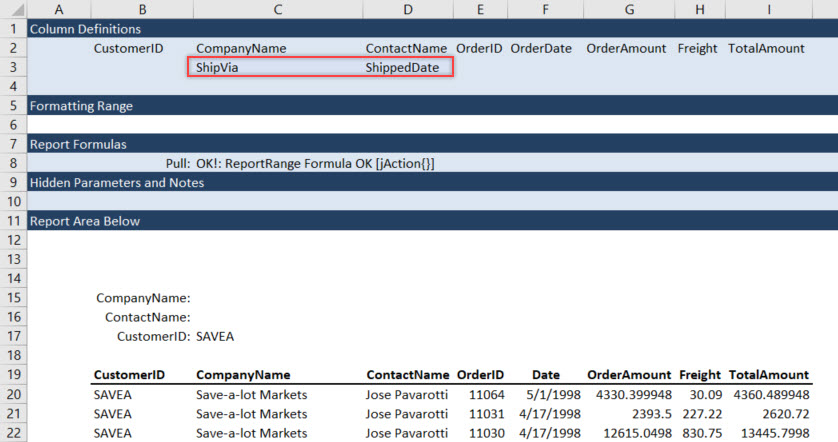 A B C D E F G H I
1 Column Definitions
2 CustomerID CompanyName ContactName OrderID OrderDate OrderAmount Freight TotalAmount
3 ShipVia ShippedDate
4
5 Formatting Range
6
7 Report Formulas
8 Pull: OK!: ReportRange Formula OK [jAction{}]
9 Hidden Parameters and Notes
10
11 Report Area Below
12
13
14
15 CompanyName:
16 ContactName:
17 CustomerID: SAVEA
18
19 CustomerID CompanyName ContactName OrderID Date OrderAmount Freight TotalAmount
20 SAVEA Save-a-lot Markets Jose Pavarotti 11064 5/1/1998 4330.399948 30.09 4360.489948
21 SAVEA Save-a-lot Markets Jose Pavarotti 11031 4/17/1998 2393.5 227.22 2620.72
22 SAVEA Save-a-lot Markets Jose Pavarotti 11030 4/17/1998 12615.0498 830.75 13445.7998